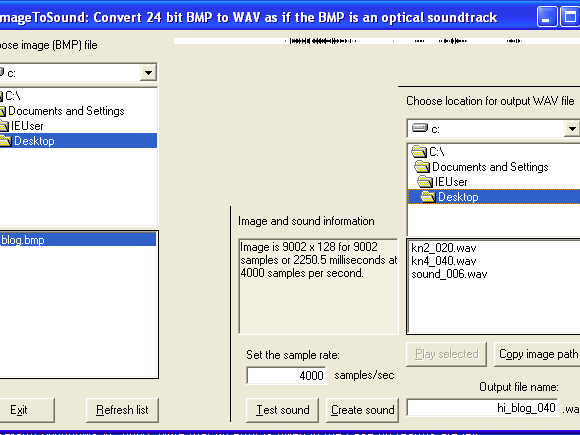 mageToSound: Convert 24 bit BMP to WAV as if the BMP is an optical soundtrack
ose image (BMP) file
c:
C:\
Documents and Settings
IEUser
Desktop
blog.bmp
Exit
Refresh list
Image and sound information
Image is 9002 x 128 for 9002
samples or 2250.5 milliseconds at
4000 samples per second.
Set the sample rate:
4000 samples/sec
Test sound
Create sound
Choose location for output WAV file
c:
C:\
Documents and Settings
IEUser
Desktop
kn2_020.wav
kn4_040.wav
sound_006.wav
Play selected
Copy image path
Output file name:
hi_blog_040 .wa